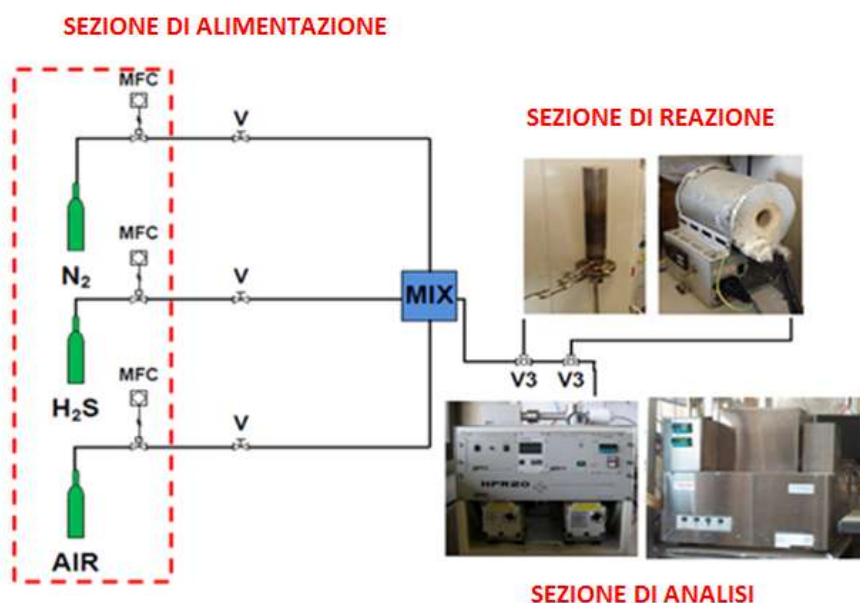 SEZIONE DI ALIMENTAZIONE
MFC
V
SEZIONE DI REAZIONE
N₂
MFC
V
MIX
H₂S
MFC
V
V3 V3
HPR20
AIR
SEZIONE DI ANALISI